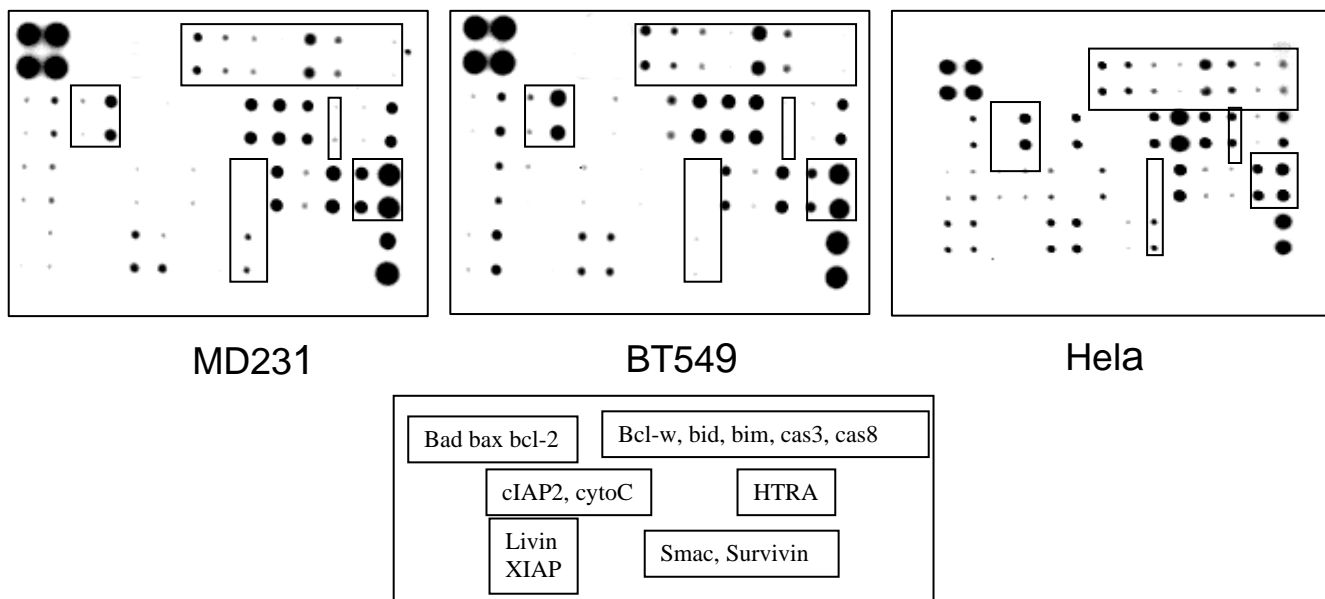 MD231
BT549
Hela
Bad bax bcl-2
Bcl-w, bid, bim, cas3, cas8
cIAP2, cytoC
HTRA
Livin
XIAP
Smac, Survivin